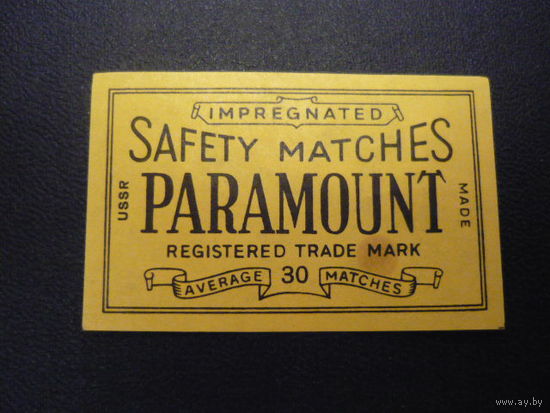 IMPREGNATED
SAFETY MATCHES
USSR
PARAMOUNT
MADE
REGISTERED TRADE MARK
AVERAGE 30 MATCHES
www.ay.by